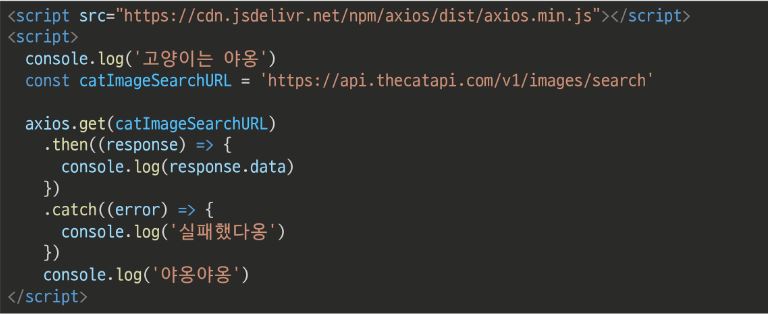 <script src="https://cdn.jsdelivr.net/npm/axios/dist/axios.min.js"></script>
<script>
  console.log('고양이는 야옹')
  const catImageSearchURL = 'https://api.thecatapi.com/v1/images/search'

  axios.get(catImageSearchURL)
    .then((response) => {
      console.log(response.data)
    })
    .catch((error) => {
      console.log('실패했다옹')
    })
    console.log('야옹야옹')
</script>